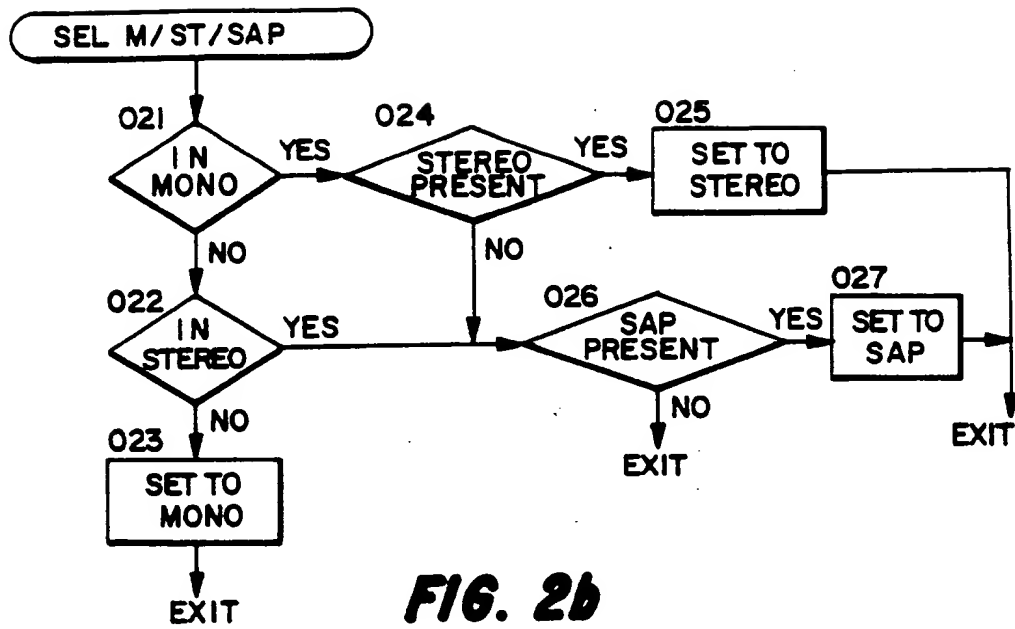 SEL M/ST/SAP
021
IN
MONO
YES
NO
024
STEREO
PRESENT
YES
NO
025
SET TO
STEREO
022
IN
STEREO
YES
NO
026
SAP
PRESENT
YES
NO
EXIT
027
SET TO
SAP
EXIT
023
SET TO
MONO
EXIT
FIG. 2b